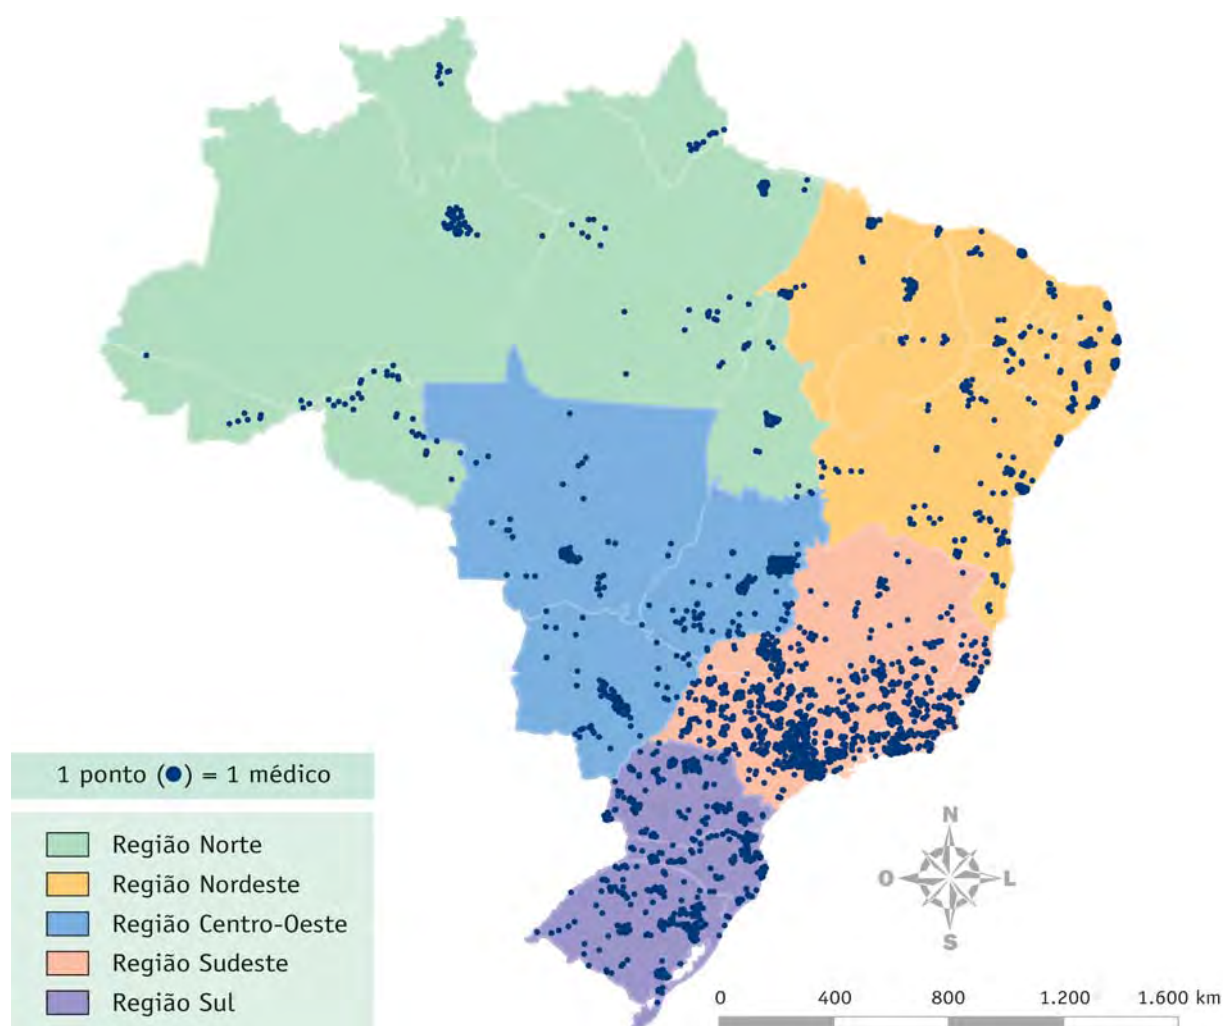 1 ponto (●) = 1 médico
Região Norte
Região Nordeste
Região Centro-Oeste
Região Sudeste
Região Sul
N
O L
S
0 400 800 1.200 1.600 km